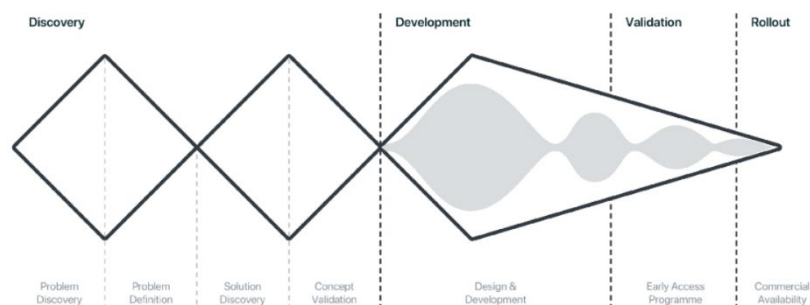 Discovery
Development
Validation
Rollout
Problem
Discovery
Problem
Definition
Solution
Discovery
Concept
Validation
Design &
Development
Early Access
Programme
Commercial
Availability